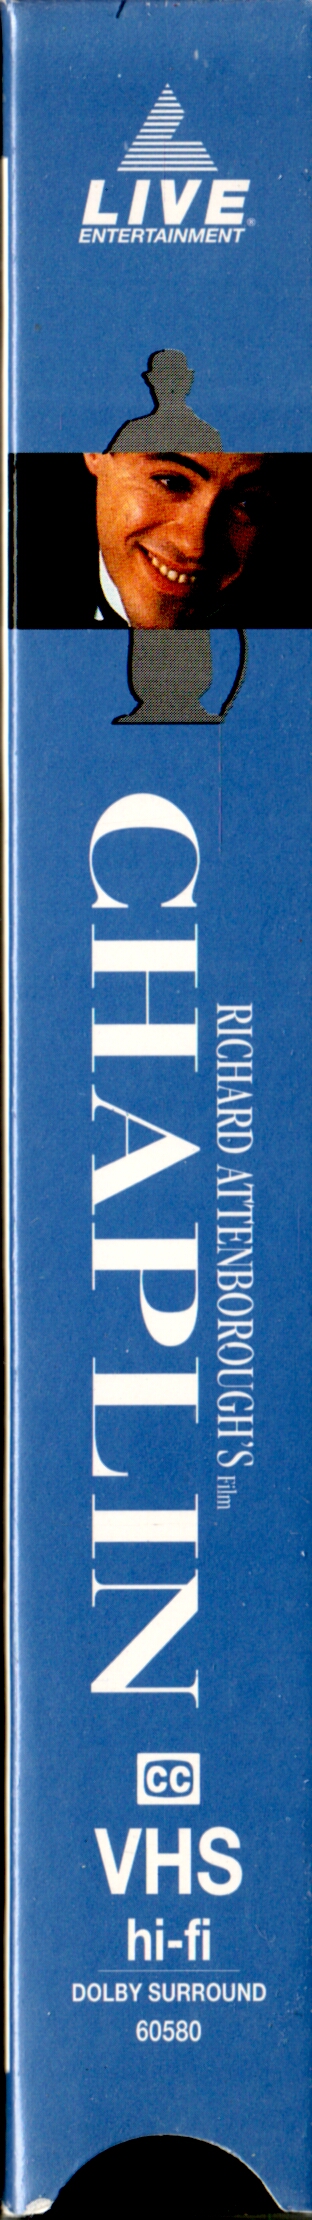 LIVE
ENTERTAINMENT®
RICHARD ATTENBOROUGH'S Film
CHAPLIN
CC
VHS
hi-fi
DOLBY SURROUND
60580